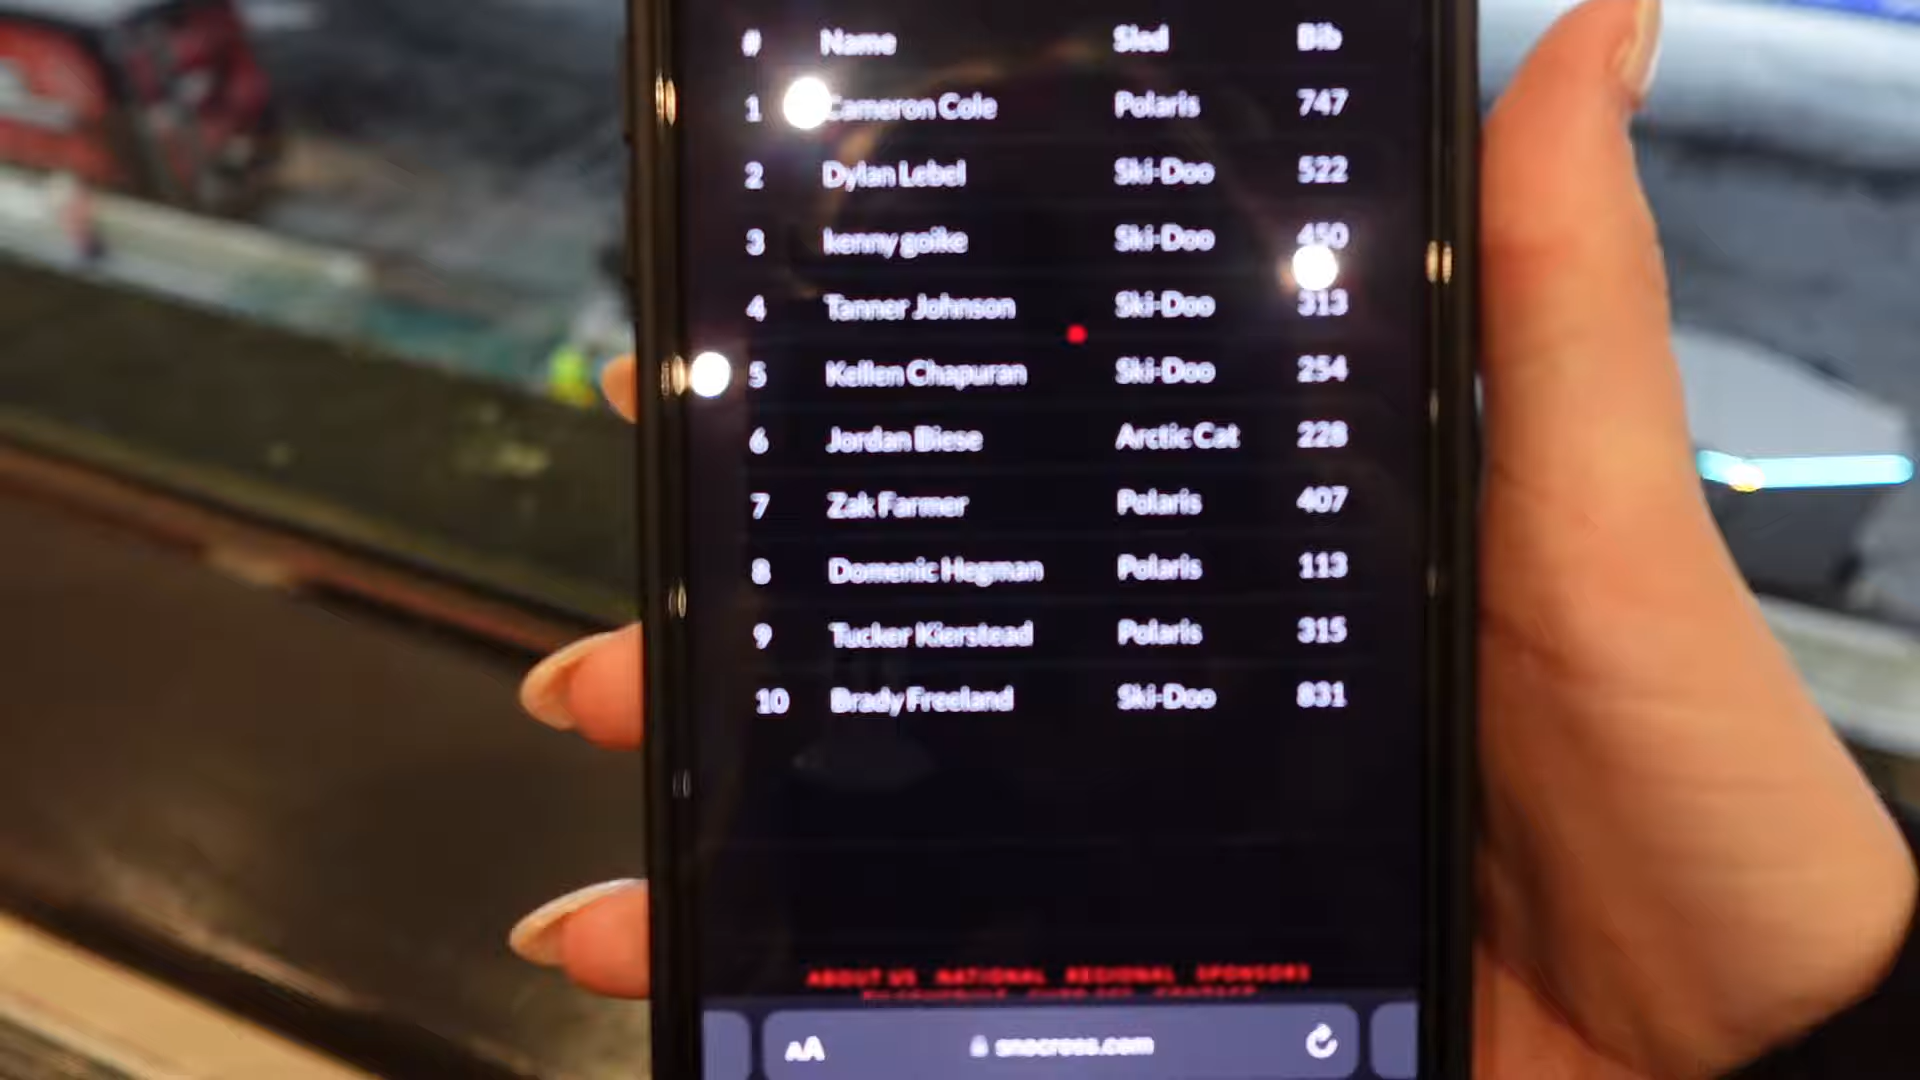 # Name Sled Bib
1 Cameron Cole Polaris 747
2 Dylan Lebel Ski-Doo 522
3 kenny goike Ski-Doo 450
4 Tanner Johnson Ski-Doo 313
5 Kellen Chapuran Ski-Doo 254
6 Jordan Biese Arctic Cat 228
7 Zak Farmer Polaris 407
8 Domenic Hegman Polaris 113
9 Tucker Kierstead Polaris 315
10 Brady Freeland Ski-Doo 831
ABOUT US NATIONAL REGIONAL SPONSORS
AA snocross.com